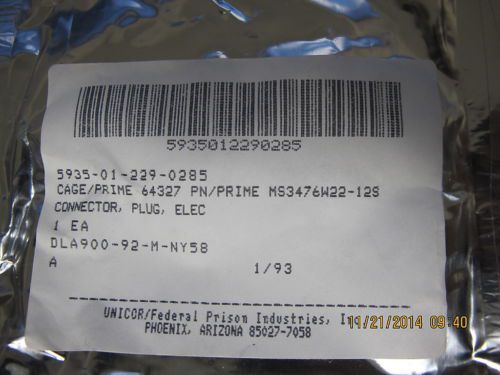 5935012290285
5935-01-229-0285
CAGE/PRIME 64327 PN/PRIME MS3476W22-12S
CONNECTOR, PLUG, ELEC
1 EA
DLA900-92-M-NY58
A 1/93
UNICOR/Federal Prison Industries, In
PHOENIX, ARIZONA 85027-7058
11/21/2014 09:40